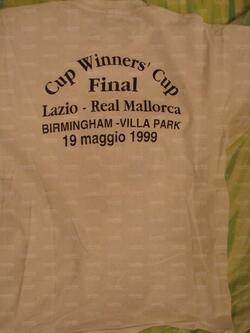 Cup Winners' Cup
Final
Lazio - Real Mallorca
BIRMINGHAM -VILLA PARK
19 maggio 1999